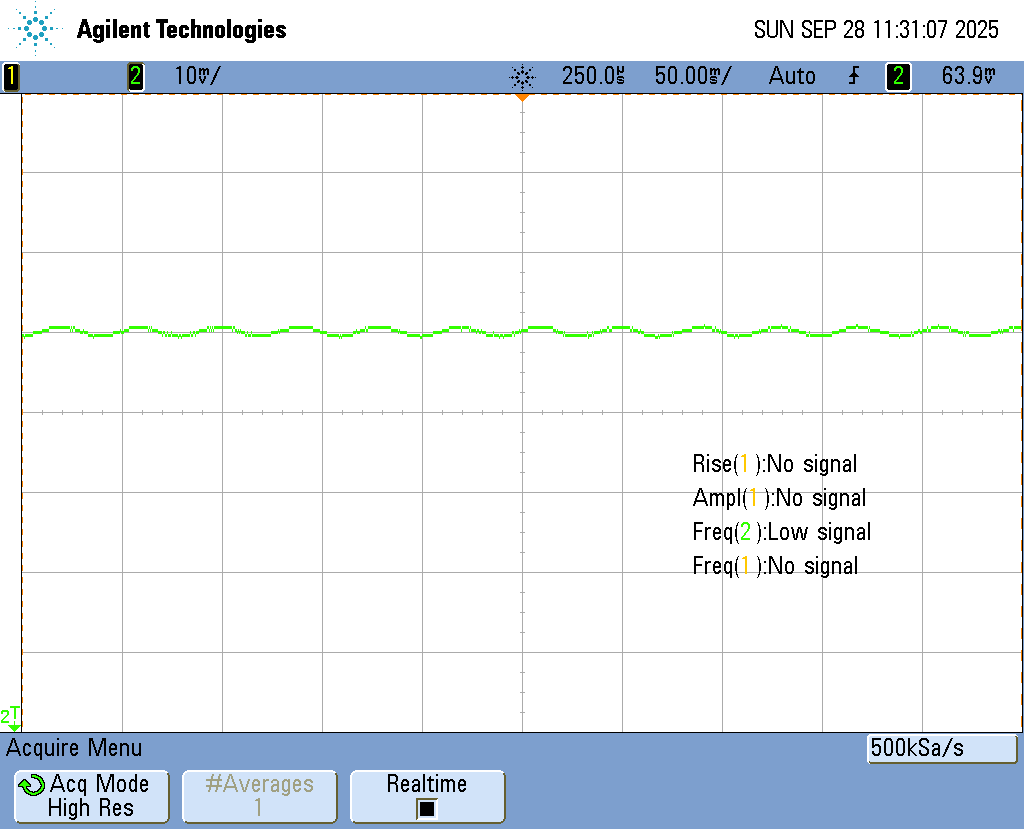 Agilent Technologies
SUN SEP 28 11:31:07 2025
1 2 10mV/ 250.0us 50.00ms/ Auto 2 63.9mV
Rise(1):No signal
Ampl(1):No signal
Freq(2):Low signal
Freq(1):No signal
2
Acquire Menu
500kSa/s
Acq Mode
High Res
#Averages
1
Realtime